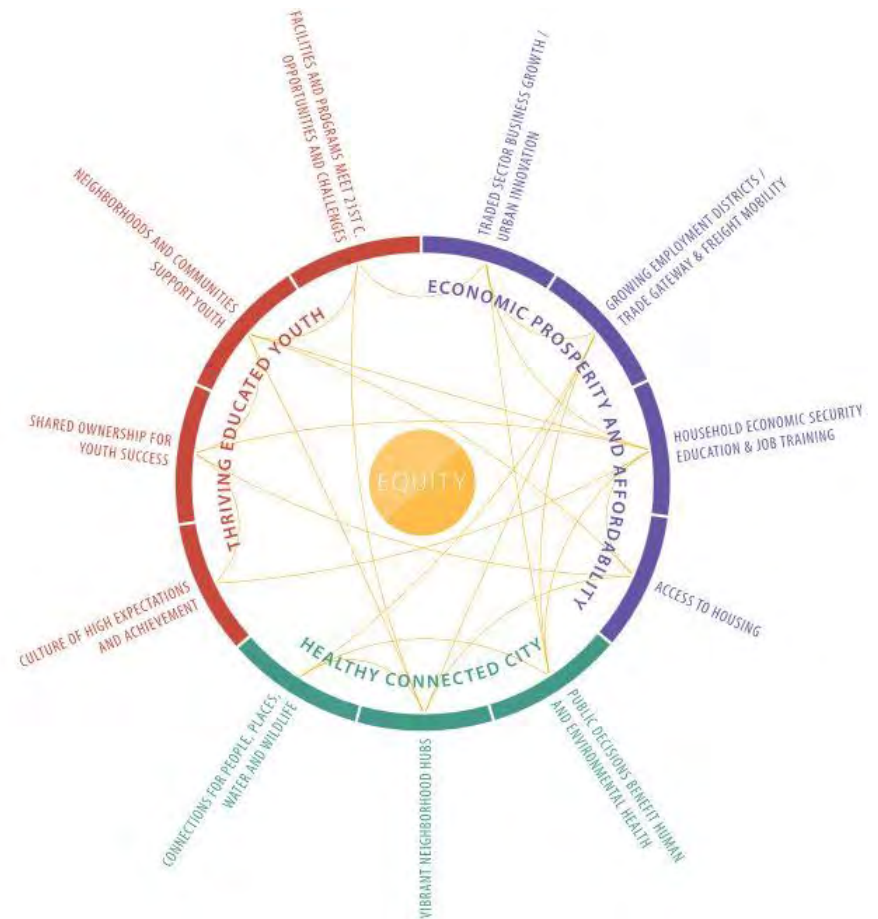 FACILITIES AND PROGRAMS MEET 21ST C.
OPPORTUNITIES AND CHALLENGES
TRADED SECTOR BUSINESS GROWTH /
URBAN INNOVATION
NEIGHBORHOODS AND COMMUNITIES
SUPPORT YOUTH
GROWING EMPLOYMENT DISTRICTS /
TRADE GATEWAY & FREIGHT MOBILITY
SHARED OWNERSHIP FOR
YOUTH SUCCESS
HOUSEHOLD ECONOMIC SECURITY
EDUCATION & JOB TRAINING
CULTURE OF HIGH EXPECTATIONS
AND ACHIEVEMENT
ACCESS TO HOUSING
CONNECTIONS FOR PEOPLE, PLACES,
WATER AND WILDLIFE
VIBRANT NEIGHBORHOOD HUBS
PUBLIC DECISIONS BENEFIT HUMAN
AND ENVIRONMENTAL HEALTH
THRIVING EDUCATED YOUTH
ECONOMIC PROSPERITY AND AFFORDABILITY
HEALTHY CONNECTED CITY
EQUITY